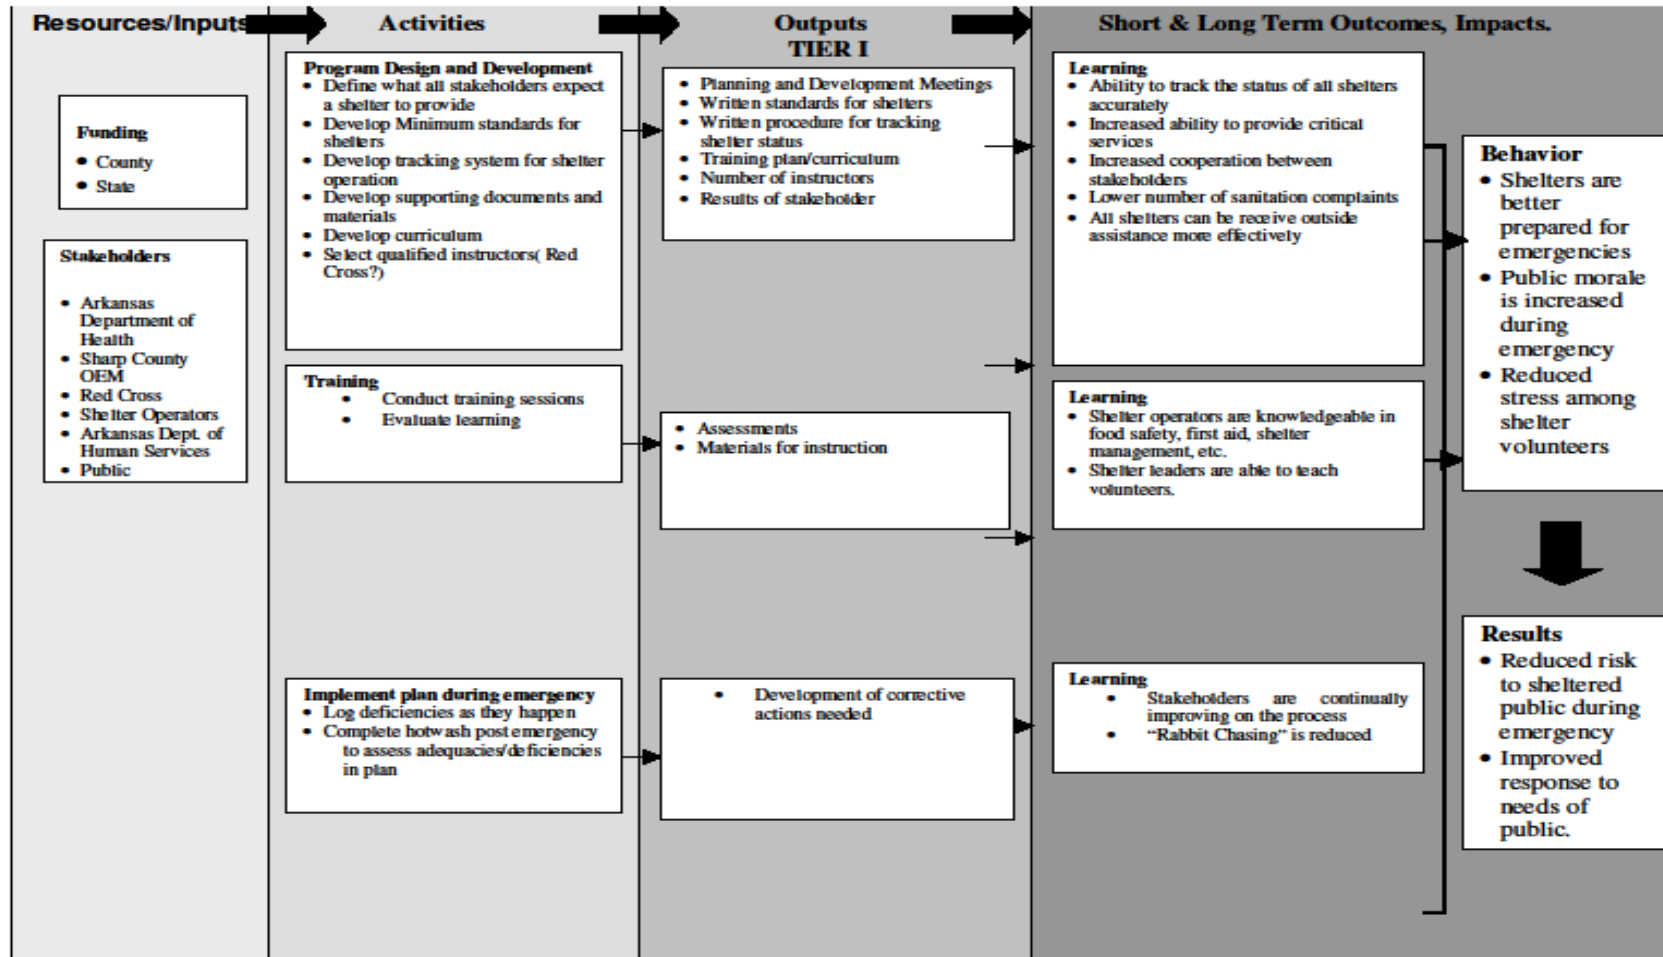 Resources/Inputs
Activities
Outputs
TIER I
Short & Long Term Outcomes, Impacts.
Funding
• County
• State
Stakeholders
• Arkansas
Department of
Health
• Sharp County
OEM
• Red Cross
• Shelter Operators
• Arkansas Dept. of
Human Services
• Public
Program Design and Development
• Define what all stakeholders expect
a shelter to provide
• Develop Minimum standards for
shelters
• Develop tracking system for shelter
operation
• Develop supporting documents and
materials
• Develop curriculum
• Select qualified instructors( Red
Cross?)
Training
• Conduct training sessions
• Evaluate learning
Implement plan during emergency
• Log deficiencies as they happen
• Complete hotwash post emergency
to assess adequacies/deficiencies
in plan
• Planning and Development Meetings
• Written standards for shelters
• Written procedure for tracking
shelter status
• Training plan/curriculum
• Number of instructors
• Results of stakeholder
• Assessments
• Materials for instruction
• Development of corrective
actions needed
Learning
• Ability to track the status of all shelters
accurately
• Increased ability to provide critical
services
• Increased cooperation between
stakeholders
• Lower number of sanitation complaints
• All shelters can be receive outside
assistance more effectively
Learning
• Shelter operators are knowledgeable in
food safety, first aid, shelter
management, etc.
• Shelter leaders are able to teach
volunteers.
Learning
• Stakeholders are continually
improving on the process
• “Rabbit Chasing” is reduced
Behavior
• Shelters are
better
prepared for
emergencies
• Public morale
is increased
during
emergency
• Reduced
stress among
shelter
volunteers
Results
• Reduced risk
to sheltered
public during
emergency
• Improved
response to
needs of
public.